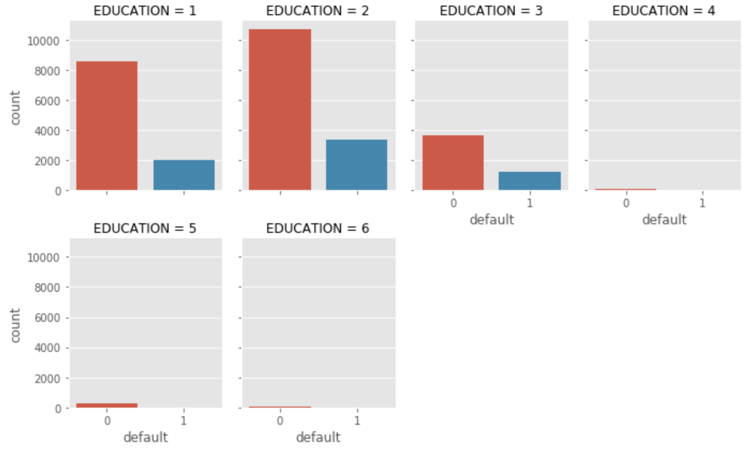 EDUCATION = 1 EDUCATION = 2 EDUCATION = 3 EDUCATION = 4
10000
8000
6000
4000
2000
0
count
0 1 0 1
default default
EDUCATION = 5 EDUCATION = 6
10000
8000
6000
4000
2000
0
count
0 1 0 1
default default